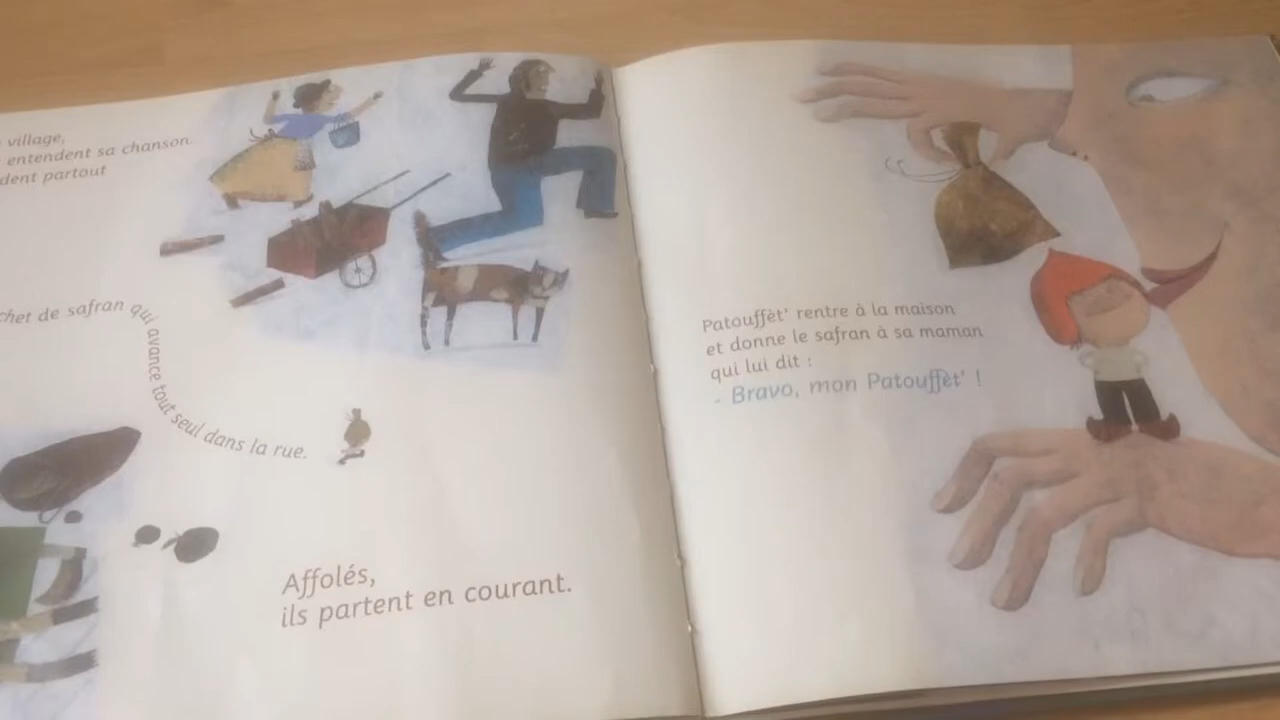 village,
entendent sa chanson.
dent partout
chet de safran qui avance tout seul dans la rue.
Affolés,
ils partent en courant.
Patouffèt' rentre à la maison
et donne le safran à sa maman
qui lui dit :
- Bravo, mon Patouffèt' !